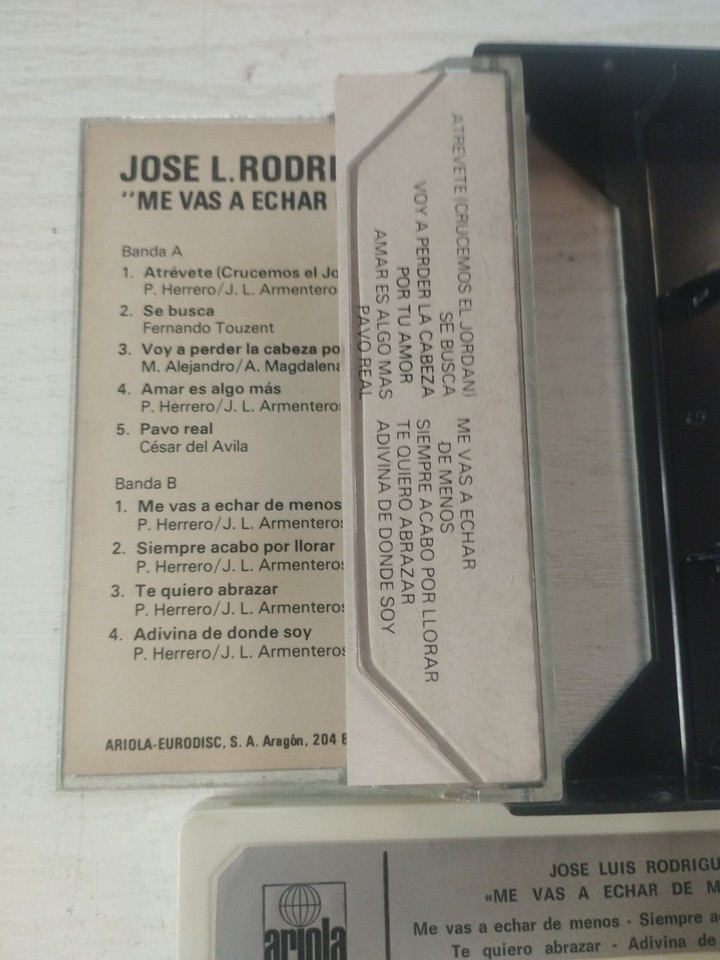 JOSE L.RODRI
"ME VAS A ECHAR
Banda A
1. Atrévete (Crucemos el Jo
P. Herrero/J. L. Armentero
2. Se busca
Fernando Touzent
3. Voy a perder la cabeza po
M. Alejandro/A. Magdalena
4. Amar es algo más
P. Herrero/J. L. Armentero
5. Pavo real
César del Avila
Banda B
1. Me vas a echar de menos
P. Herrero/J. L. Armenteros
2. Siempre acabo por llorar
P. Herrero/J. L. Armenteros
3. Te quiero abrazar
P. Herrero/J. L. Armenteros
4. Adivina de donde soy
P. Herrero/J. L. Armenteros
ARIOLA-EURODISC, S. A. Aragón, 204
ATREVETE (CRUCEMOS EL JORDAN)
SE BUSCA
VOY A PERDER LA CABEZA
POR TU AMOR
AMAR ES ALGO MAS
PAVO REAL
ME VAS A ECHAR
DE MENOS
SIEMPRE ACABO POR LLORAR
TE QUIERO ABRAZAR
ADIVINA DE DONDE SOY
ariola
JOSE LUIS RODRIGU
«ME VAS A ECHAR DE M
Me vas a echar de menos - Siempre a
Te quiero abrazar - Adivina de